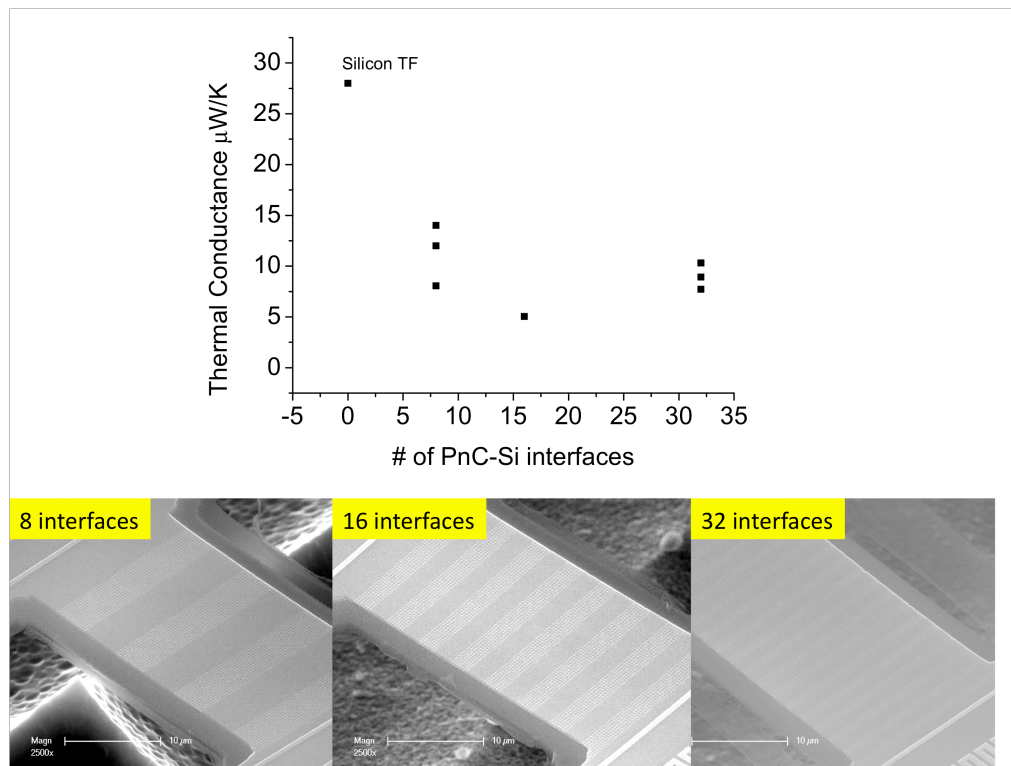 Silicon TF
Thermal Conductance μW/K
30
25
20
15
10
5
0
-5 0 5 10 15 20 25 30 35
# of PnC-Si interfaces
8 interfaces
16 interfaces
32 interfaces
Magn 10 μm
2500x
Magn 10 μm
2500x
10 μm